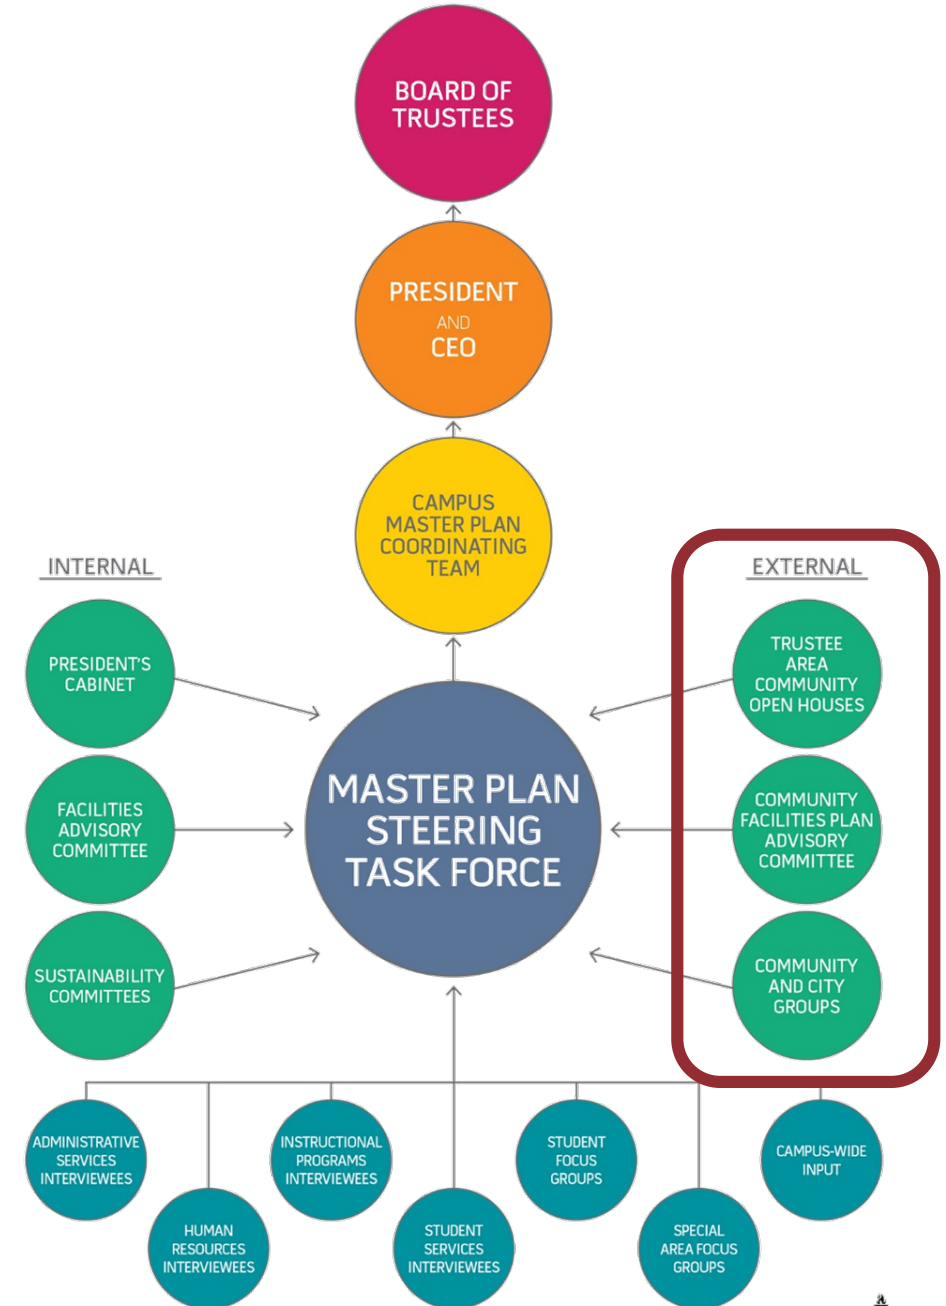 BOARD OF
TRUSTEES
PRESIDENT
AND
CEO
CAMPUS
MASTER PLAN
COORDINATING
TEAM
INTERNAL
PRESIDENT'S
CABINET
FACILITIES
ADVISORY
COMMITTEE
SUSTAINABILITY
COMMITTEES
MASTER PLAN
STEERING
TASK FORCE
EXTERNAL
TRUSTEE
AREA
COMMUNITY
OPEN HOUSES
COMMUNITY
FACILITIES PLAN
ADVISORY
COMMITTEE
COMMUNITY
AND CITY
GROUPS
ADMINISTRATIVE
SERVICES
INTERVIEWEES
HUMAN
RESOURCES
INTERVIEWEES
INSTRUCTIONAL
PROGRAMS
INTERVIEWEES
STUDENT
SERVICES
INTERVIEWEES
STUDENT
FOCUS
GROUPS
SPECIAL
AREA FOCUS
GROUPS
CAMPUS-WIDE
INPUT